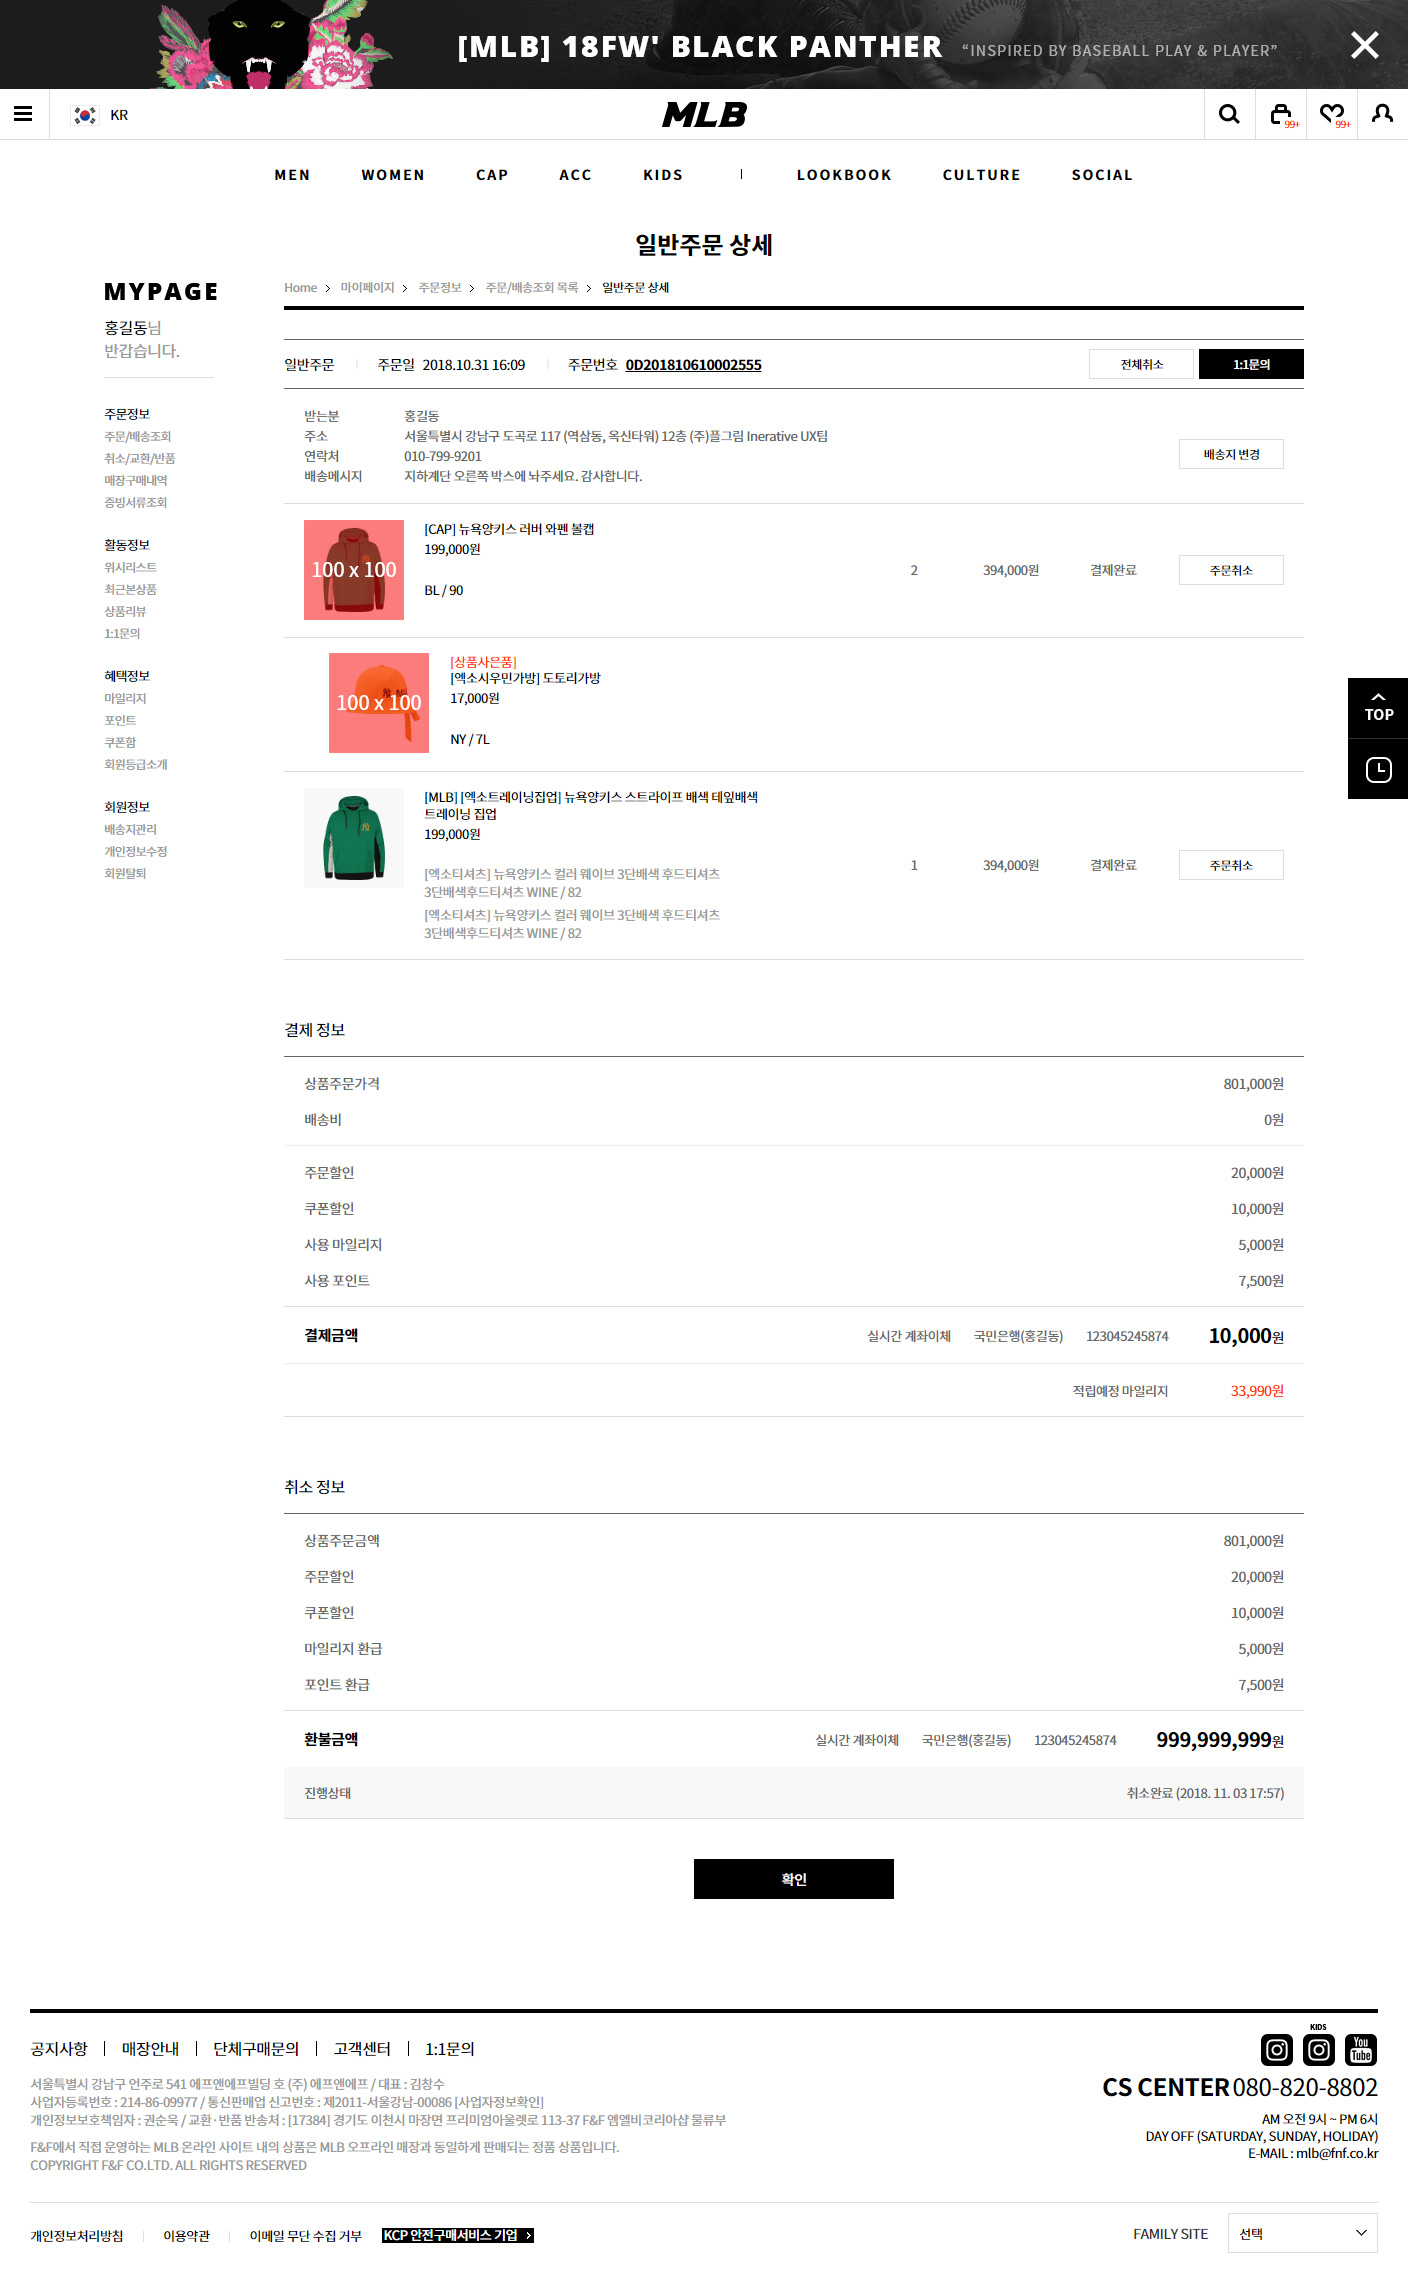 [MLB] 18FW' BLACK PANTHER “INSPIRED BY BASEBALL PLAY & PLAYER”
KR
MLB
99+
99+
MEN WOMEN CAP ACC KIDS | LOOKBOOK CULTURE SOCIAL
일반주문 상세
MYPAGE
홍길동님
반갑습니다.
주문정보
주문/배송조회
취소/교환/반품
매장구매내역
증빙서류조회
활동정보
위시리스트
최근본상품
상품리뷰
1:1문의
혜택정보
마일리지
포인트
쿠폰함
회원등급소개
회원정보
배송지관리
개인정보수정
회원탈퇴
Home > 마이페이지 > 주문정보 > 주문/배송조회 목록 > 일반주문 상세
일반주문 | 주문일 2018.10.31 16:09 | 주문번호 0D201810610002555 전체취소 1:1문의
받는분 홍길동
주소 서울특별시 강남구 도곡로 117 (역삼동, 옥신타워) 12층 (주)플그림 Inerative UX팀
연락처 010-799-9201
배송메시지 지하계단 오른쪽 박스에 놔주세요. 감사합니다.
배송지 변경
100 x 100
[CAP] 뉴욕양키스 러버 와펜 볼캡
199,000원
BL / 90
2 394,000원 결제완료 주문취소
100 x 100
[상품사은품]
[엑소시우민가방] 도토리가방
17,000원
NY / 7L
[MLB] [엑소트레이닝집업] 뉴욕양키스 스트라이프 배색 테잎배색
트레이닝 집업
199,000원
[엑소티셔츠] 뉴욕양키스 컬러 웨이브 3단배색 후드티셔츠
3단배색후드티셔츠 WINE / 82
[엑소티셔츠] 뉴욕양키스 컬러 웨이브 3단배색 후드티셔츠
3단배색후드티셔츠 WINE / 82
1 394,000원 결제완료 주문취소
TOP
결제 정보
상품주문가격 801,000원
배송비 0원
주문할인 20,000원
쿠폰할인 10,000원
사용 마일리지 5,000원
사용 포인트 7,500원
결제금액 실시간 계좌이체 국민은행(홍길동) 123045245874 10,000원
적립예정 마일리지 33,990원
취소 정보
상품주문금액 801,000원
주문할인 20,000원
쿠폰할인 10,000원
마일리지 환급 5,000원
포인트 환급 7,500원
환불금액 실시간 계좌이체 국민은행(홍길동) 123045245874 999,999,999원
진행상태 취소완료 (2018. 11. 03 17:57)
확인
공지사항 | 매장안내 | 단체구매문의 | 고객센터 | 1:1문의
서울특별시 강남구 언주로 541 에프앤에프빌딩 호 (주) 에프앤에프 / 대표 : 김창수
사업자등록번호 : 214-86-09977 / 통신판매업 신고번호 : 제2011-서울강남-00086 [사업자정보확인]
개인정보보호책임자 : 권순욱 / 교환·반품 반송처 : [17384] 경기도 이천시 마장면 프리미엄아울렛로 113-37 F&F 엠엘비코리아샵 물류부
F&F에서 직접 운영하는 MLB 온라인 사이트 내의 상품은 MLB 오프라인 매장과 동일하게 판매되는 정품 상품입니다.
COPYRIGHT F&F CO.LTD. ALL RIGHTS RESERVED
KIDS
You Tube
CS CENTER 080-820-8802
AM 오전 9시 ~ PM 6시
DAY OFF (SATURDAY, SUNDAY, HOLIDAY)
E-MAIL : mlb@fnf.co.kr
개인정보처리방침 | 이용약관 | 이메일 무단 수집 거부 KCP 안전구매서비스 기업 >
FAMILY SITE 선택